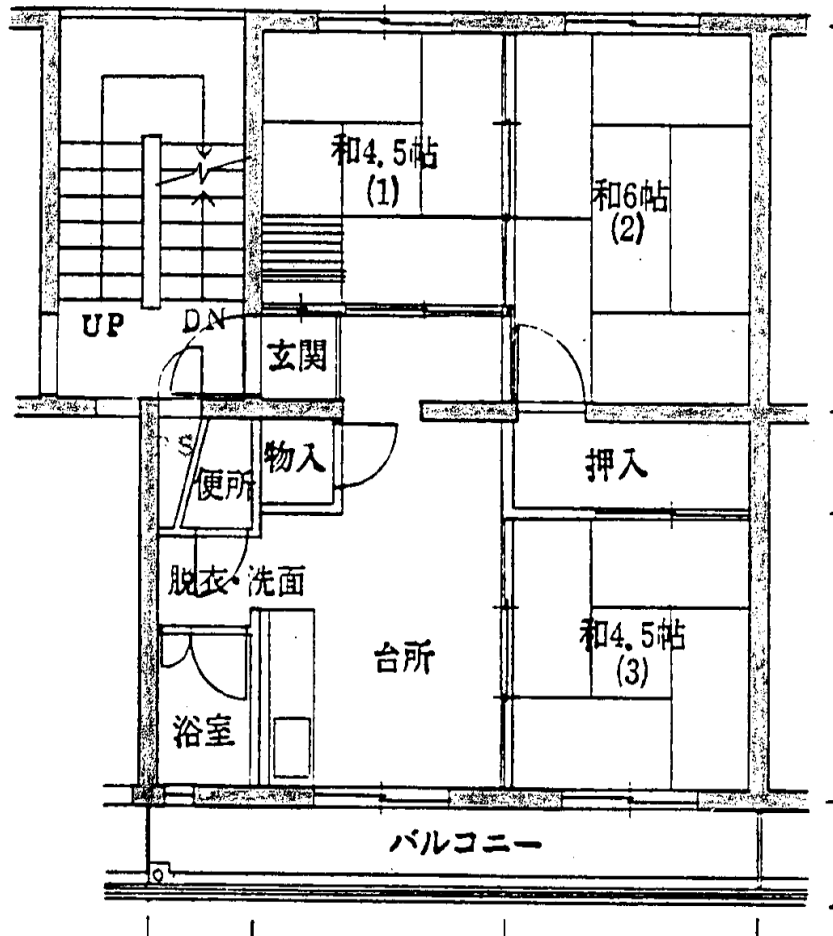 和4.5帖
(1)
和6帖
(2)
UP
DN
玄関
S
便所
物入
押入
脱衣・洗面
台所
和4.5帖
(3)
浴室
バルコニー